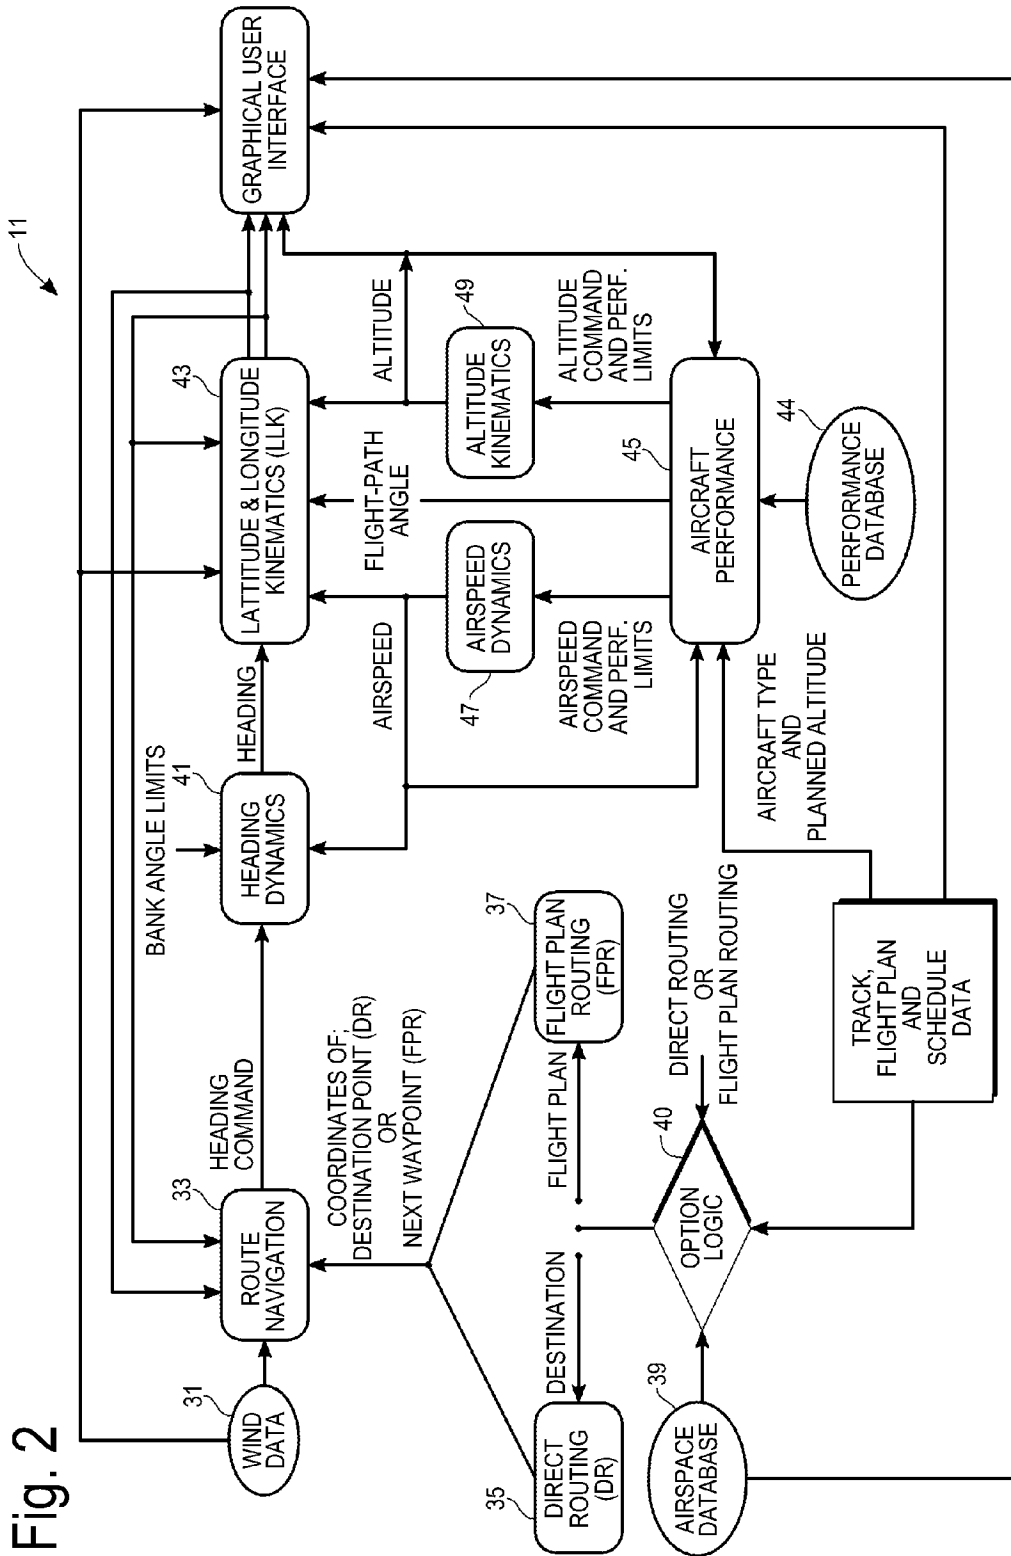 Fig. 2
11
31
WIND
DATA
33
ROUTE
NAVIGATION
HEADING
COMMAND
BANK ANGLE LIMITS
41
HEADING
DYNAMICS
HEADING
43
LATTITUDE & LONGITUDE
KINEMATICS (LLK)
GRAPHICAL USER
INTERFACE
COORDINATES OF;
DESTINATION POINT (DR)
OR
NEXT WAYPOINT (FPR)
AIRSPEED
FLIGHT-PATH
ANGLE
ALTITUDE
47
AIRSPEED
DYNAMICS
49
ALTITUDE
KINEMATICS
AIRSPEED
COMMAND
AND PERF.
LIMITS
ALTITUDE
COMMAND
AND PERF.
LIMITS
35
DIRECT
ROUTING
(DR)
DESTINATION
FLIGHT PLAN
37
FLIGHT PLAN
ROUTING
(FPR)
45
AIRCRAFT
PERFORMANCE
39
AIRSPACE
DATABASE
40
OPTION
LOGIC
DIRECT ROUTING
OR
FLIGHT PLAN ROUTING
AIRCRAFT TYPE
AND
PLANNED ALTITUDE
44
PERFORMANCE
DATABASE
TRACK,
FLIGHT PLAN
AND
SCHEDULE
DATA